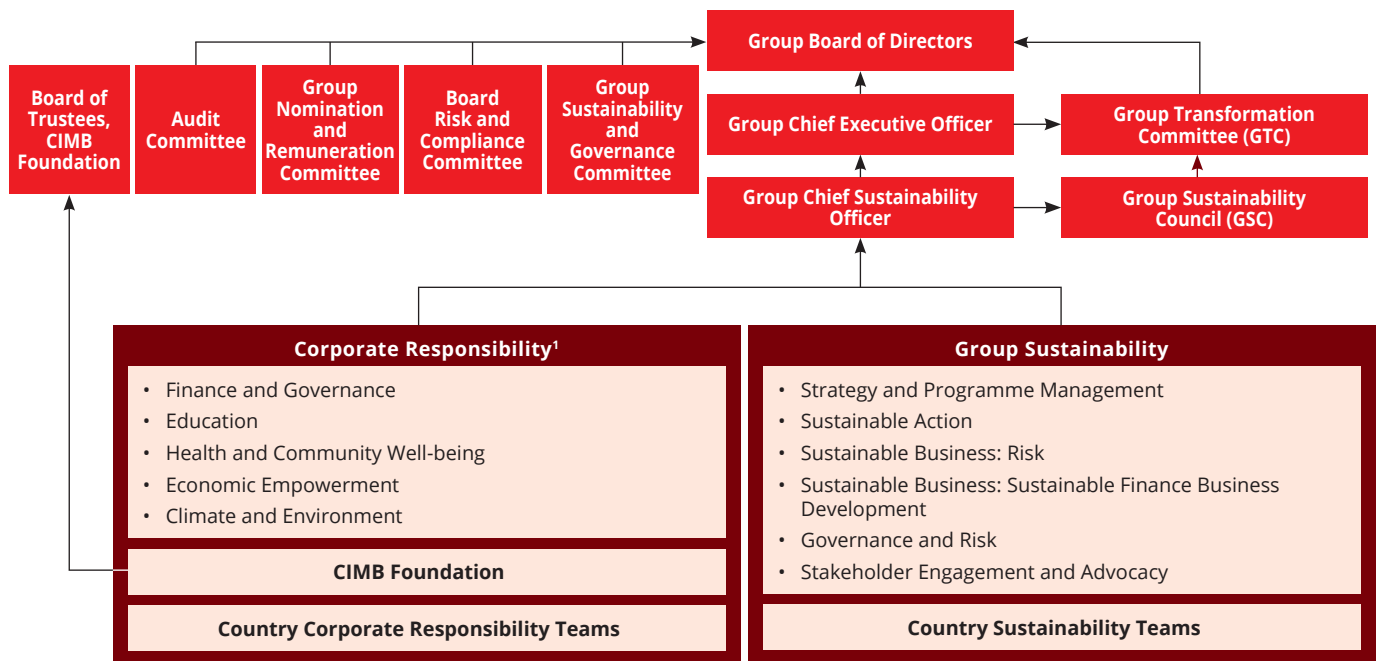 Group Board of Directors
Board of
Trustees,
CIMB
Foundation
Audit
Committee
Group
Nomination
and
Remuneration
Committee
Board
Risk and
Compliance
Committee
Group
Sustainability
and
Governance
Committee
Group Chief Executive Officer
Group Transformation
Committee (GTC)
Group Chief Sustainability
Officer
Group Sustainability
Council (GSC)
Corporate Responsibility¹
• Finance and Governance
• Education
• Health and Community Well-being
• Economic Empowerment
• Climate and Environment
CIMB Foundation
Country Corporate Responsibility Teams
Group Sustainability
• Strategy and Programme Management
• Sustainable Action
• Sustainable Business: Risk
• Sustainable Business: Sustainable Finance Business
Development
• Governance and Risk
• Stakeholder Engagement and Advocacy
Country Sustainability Teams